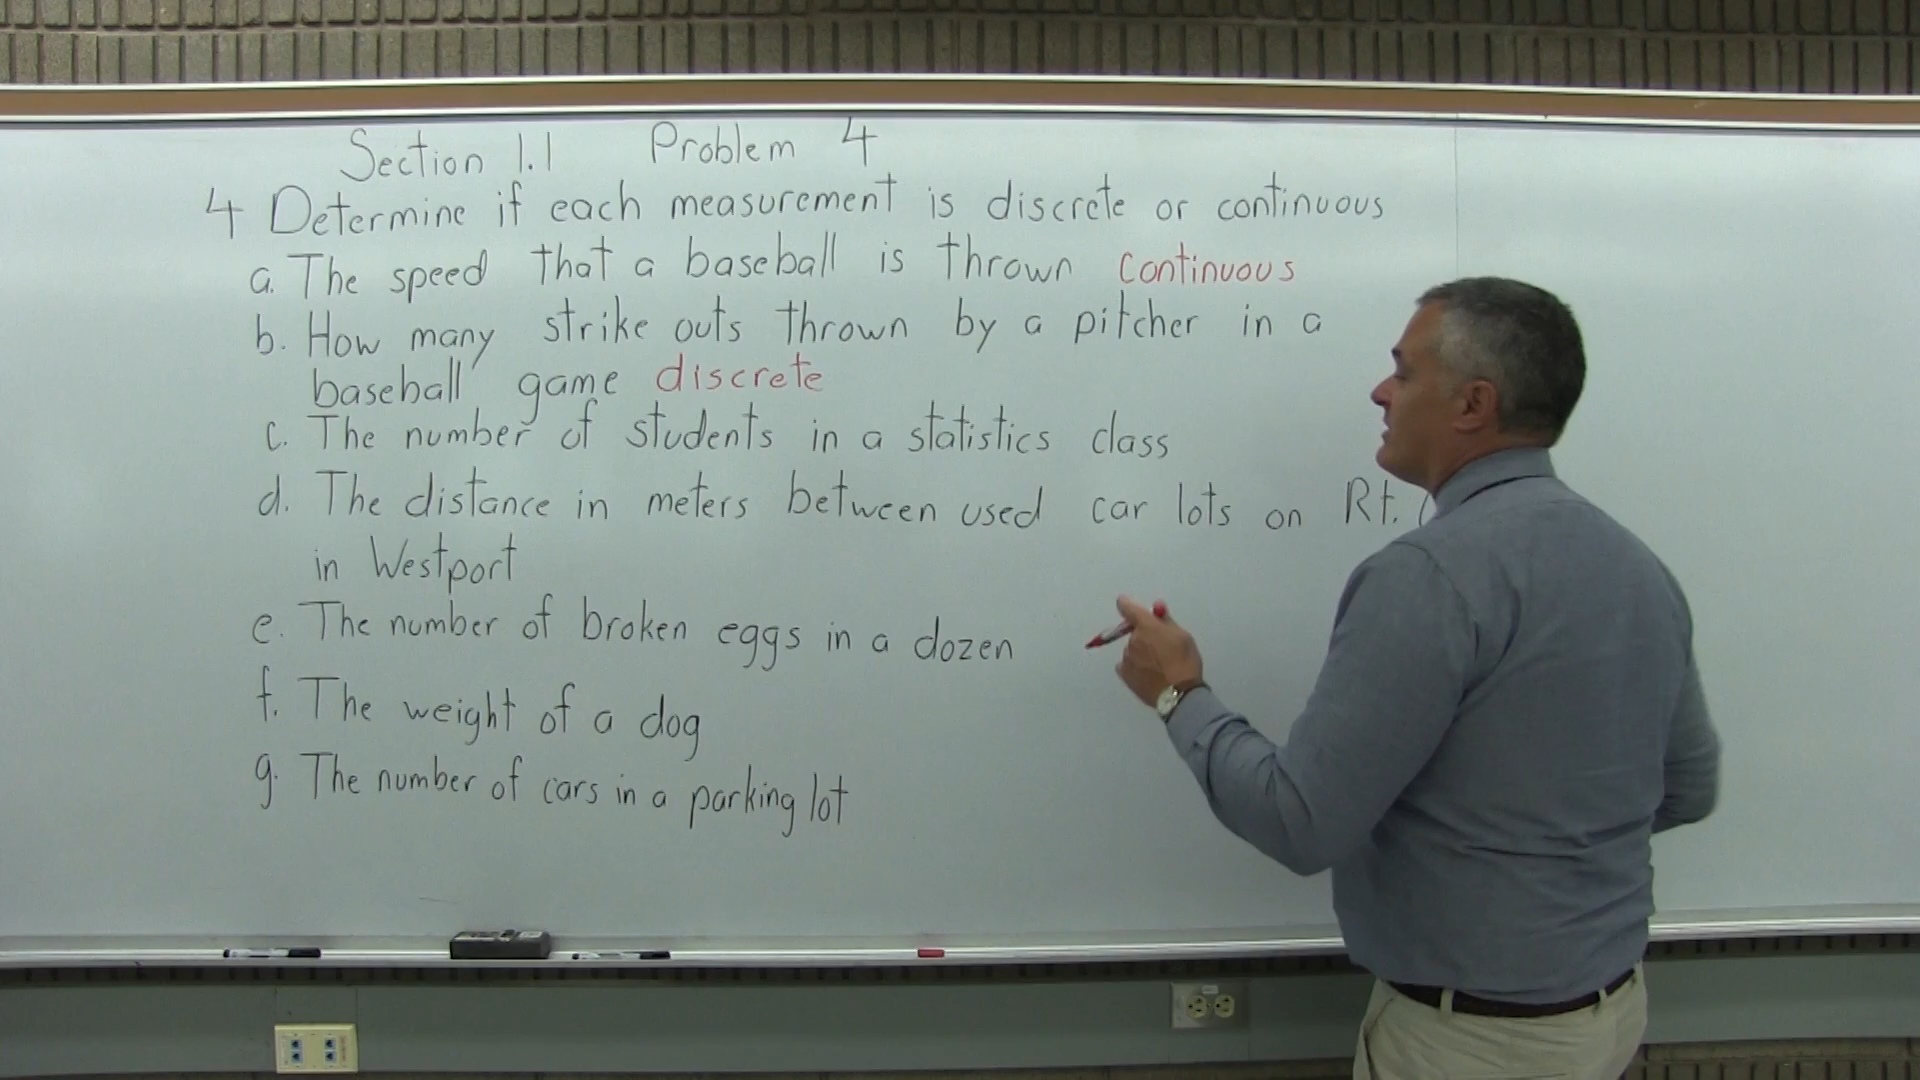 Section 1.1 Problem 4
4 Determine if each measurement is discrete or continuous
a. The speed that a baseball is thrown continuous
b. How many strike outs thrown by a pitcher in a
baseball game discrete
c. The number of students in a statistics class
d. The distance in meters between used car lots on Rt.
in Westport
e. The number of broken eggs in a dozen
f. The weight of a dog
g. The number of cars in a parking lot